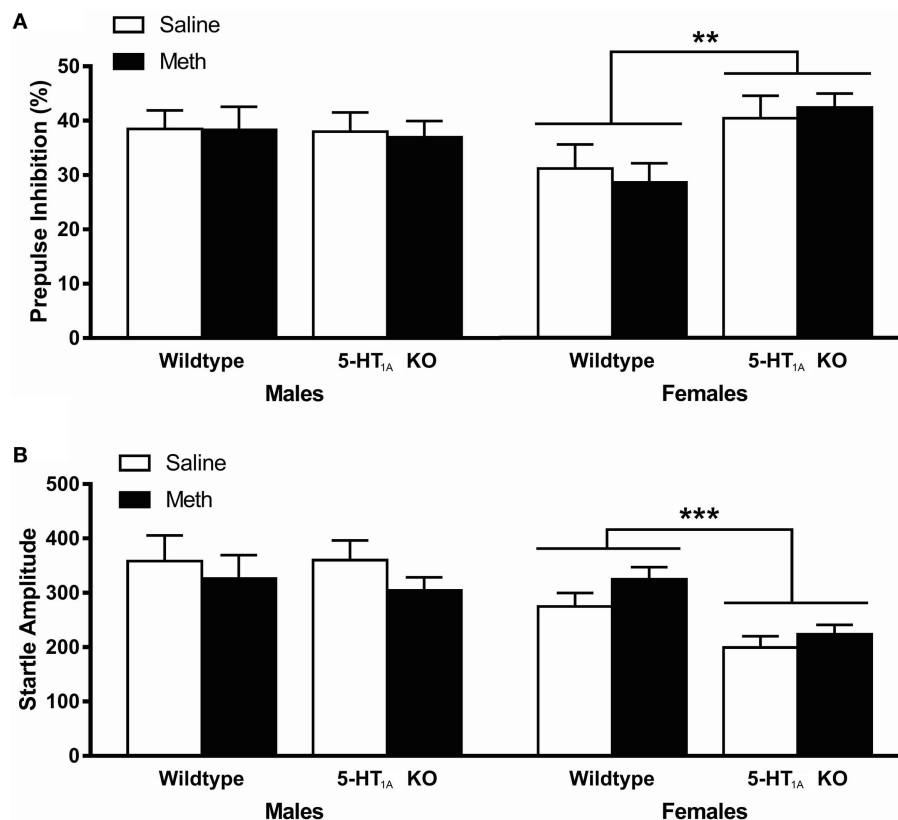 A
Saline
Meth
**
Prepulse Inhibition (%)
50
40
30
20
10
0
Wildtype
5-HT1A KO
Wildtype
5-HT1A KO
Males
Females
B
Saline
Meth
***
Startle Amplitude
500
400
300
200
100
0
Wildtype
5-HT1A KO
Wildtype
5-HT1A KO
Males
Females